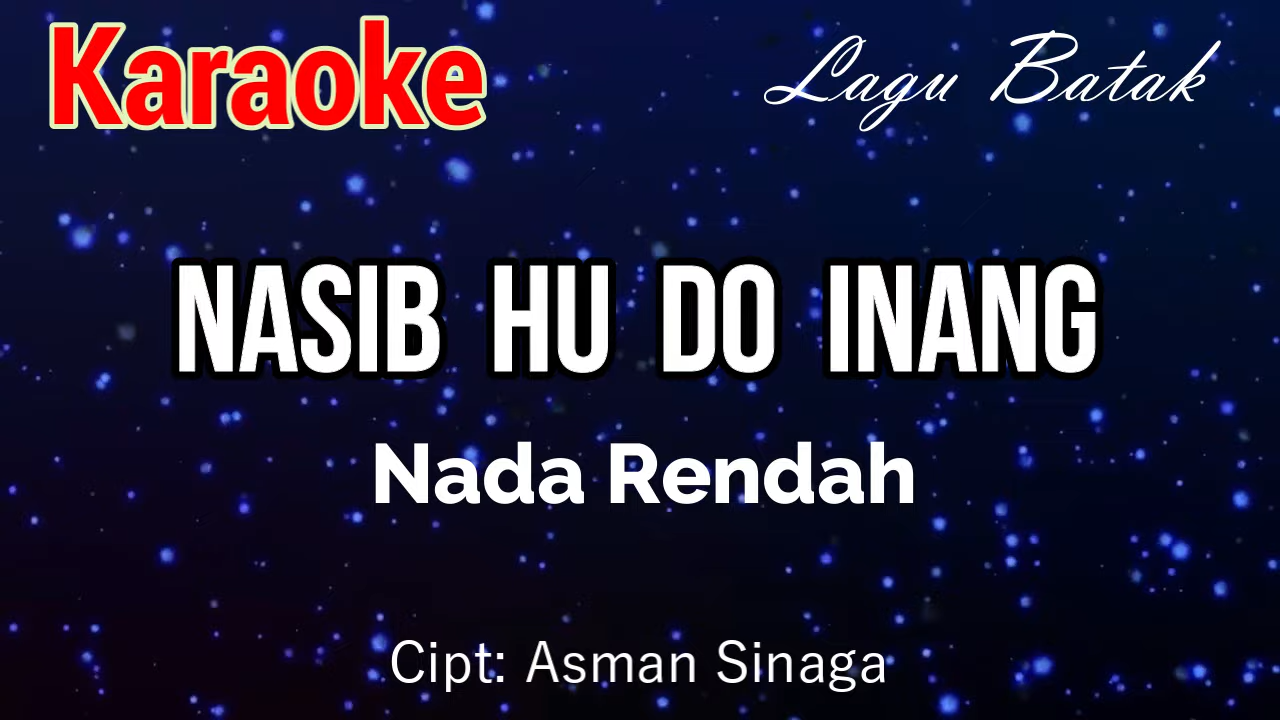 Karaoke
Lagu Batak
NASIB HU DO INANG
Nada Rendah
Cipt: Asman Sinaga